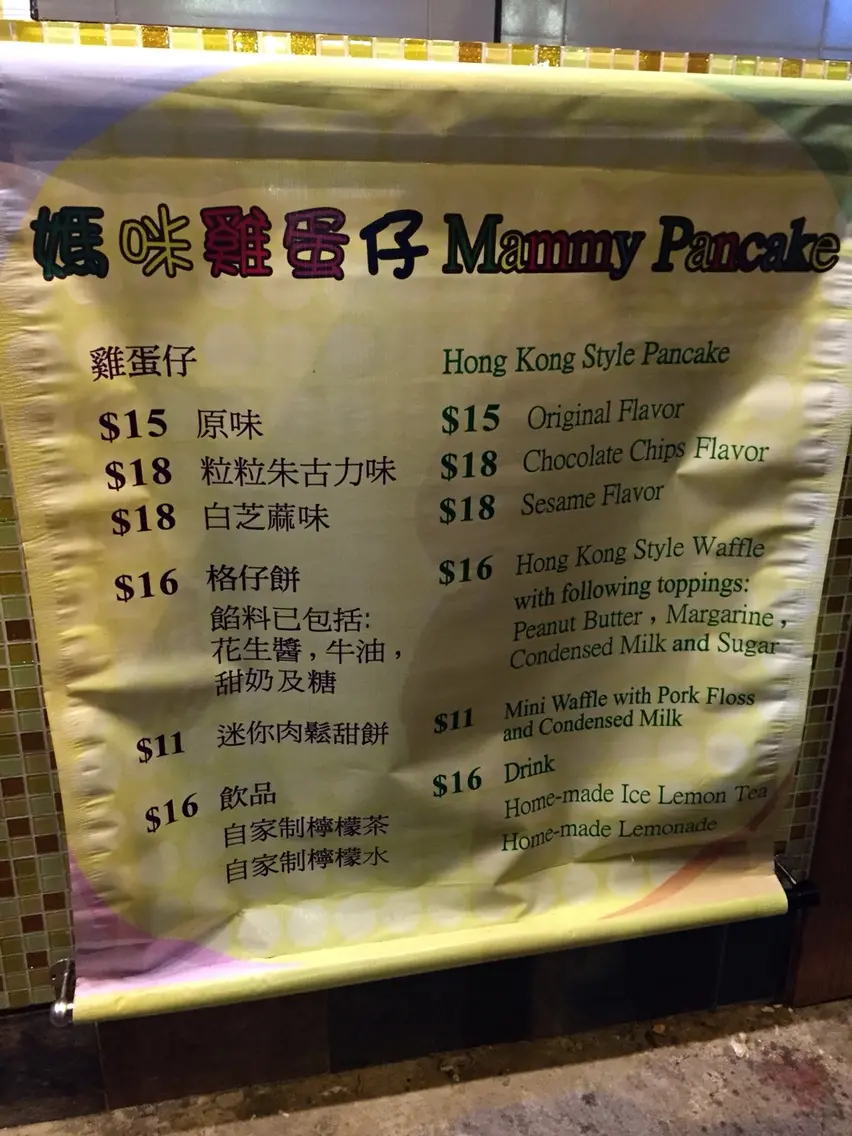 媽咪雞蛋仔 Mammy Pancake
雞蛋仔
$15 原味
$18 粒粒朱古力味
$18 白芝蔴味
$16 格仔餅
餡料已包括:
花生醬，牛油，
甜奶及糖
$11 迷你肉鬆甜餅
$16 飲品
自家制檸檬茶
自家制檸檬水
Hong Kong Style Pancake
$15 Original Flavor
$18 Chocolate Chips Flavor
$18 Sesame Flavor
$16 Hong Kong Style Waffle
with following toppings:
Peanut Butter , Margarine ,
Condensed Milk and Sugar
$11 Mini Waffle with Pork Floss
and Condensed Milk
$16 Drink
Home-made Ice Lemon Tea
Home-made Lemonade